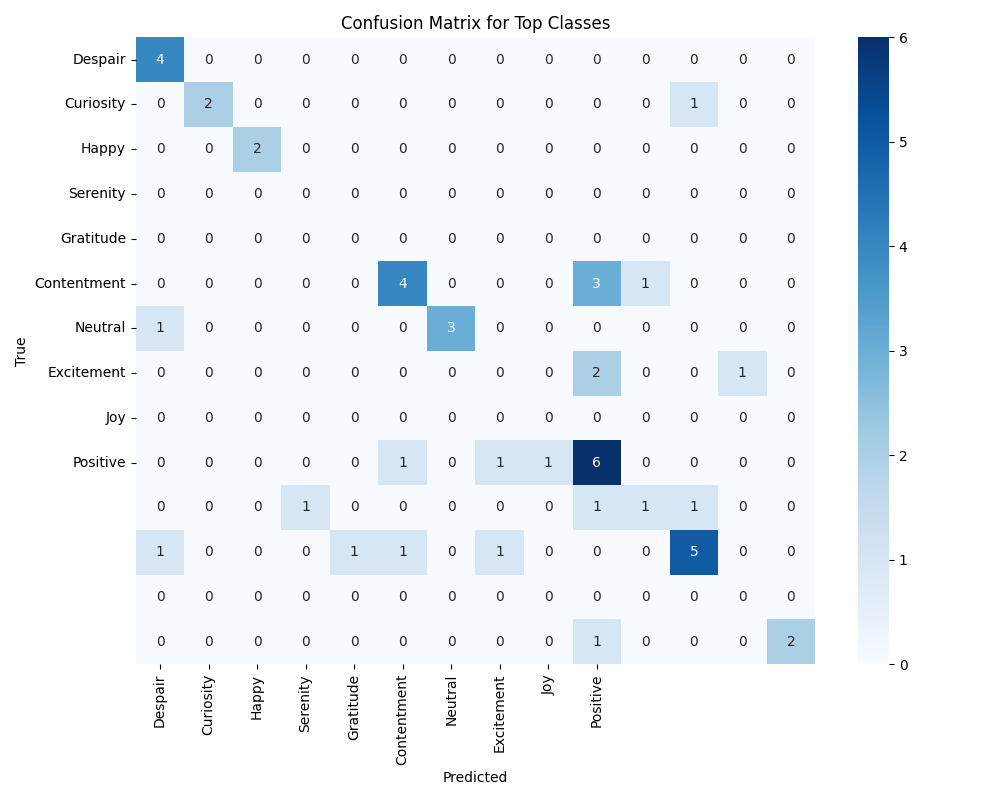 Confusion Matrix for Top Classes
Despair 4 0 0 0 0 0 0 0 0 0 0 0 0 0
Curiosity 0 2 0 0 0 0 0 0 0 0 0 1 0 0
Happy 0 0 2 0 0 0 0 0 0 0 0 0 0 0
Serenity 0 0 0 0 0 0 0 0 0 0 0 0 0 0
Gratitude 0 0 0 0 0 0 0 0 0 0 0 0 0 0
Contentment 0 0 0 0 0 4 0 0 0 3 1 0 0 0
Neutral 1 0 0 0 0 0 3 0 0 0 0 0 0 0
Excitement 0 0 0 0 0 0 0 0 0 2 0 0 1 0
Joy 0 0 0 0 0 0 0 0 0 0 0 0 0 0
Positive 0 0 0 0 0 1 0 1 1 6 0 0 0 0
0 0 0 1 0 0 0 0 0 1 1 1 0 0
1 0 0 0 1 1 0 1 0 0 0 5 0 0
0 0 0 0 0 0 0 0 0 0 0 0 0 0
0 0 0 0 0 0 0 0 0 1 0 0 0 2
Despair Curiosity Happy Serenity Gratitude Contentment Neutral Excitement Joy Positive
Predicted
True
6
5
4
3
2
1
0